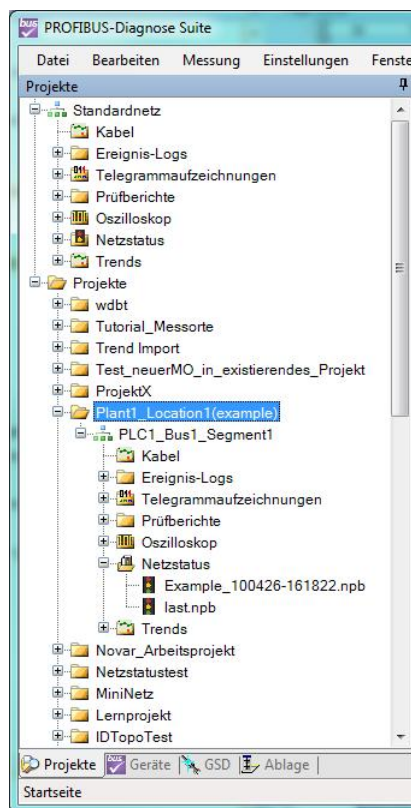 bus PROFIBUS-Diagnose Suite
Datei Bearbeiten Messung Einstellungen Fenste
Projekte
Standardnetz
Kabel
Ereignis-Logs
Telegrammaufzeichnungen
Prüfberichte
Oszilloskop
Netzstatus
Trends
Projekte
wdbt
Tutorial_Messorte
Trend Import
Test_neuerMO_in_existierendes_Projekt
ProjektX
Plant1_Location1(example)
PLC1_Bus1_Segment1
Kabel
Ereignis-Logs
Telegrammaufzeichnungen
Prüfberichte
Oszilloskop
Netzstatus
Example_100426-161822.npb
last.npb
Trends
Novar_Arbeitsprojekt
Netzstatustest
MiniNetz
Lernprojekt
IDTopoTest
Projekte bus Geräte GSD Ablage
Startseite